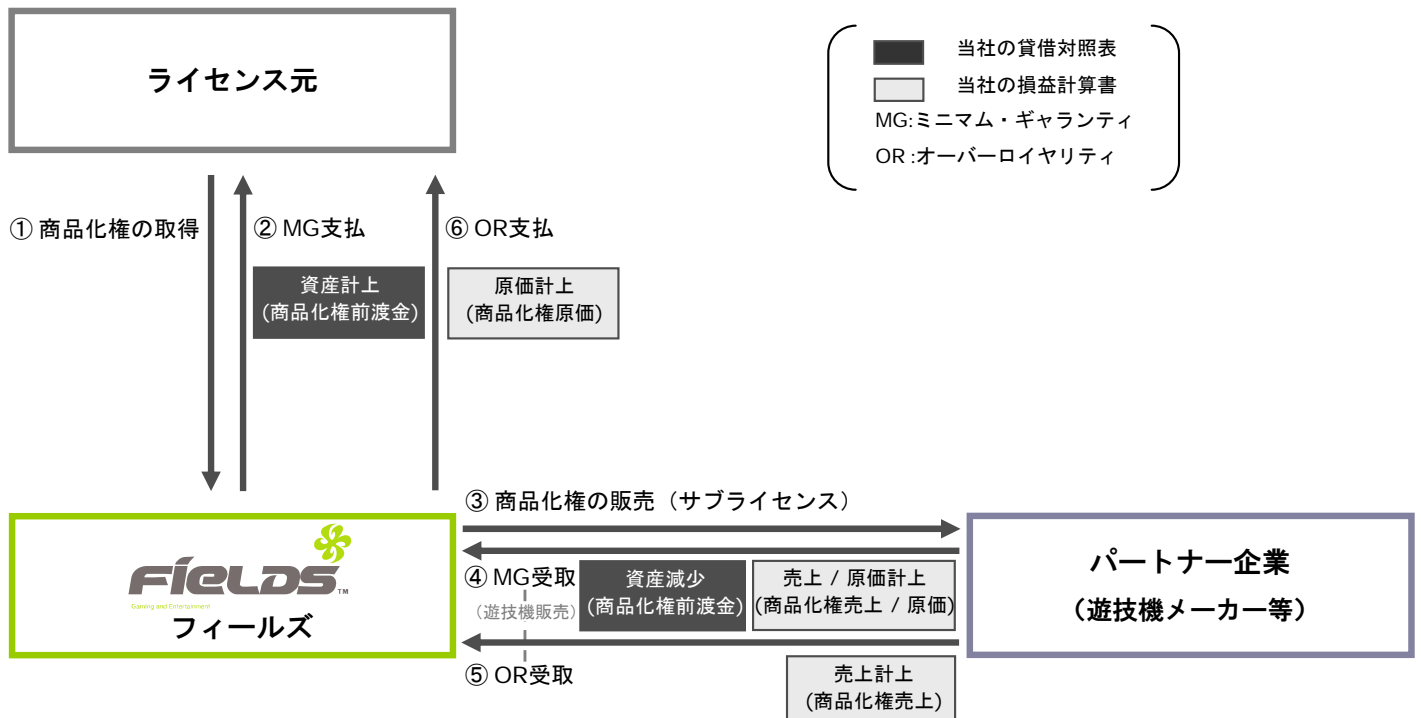 ライセンス元
当社の貸借対照表
当社の損益計算書
MG:ミニマム・ギャランティ
OR :オーバーロイヤリティ
① 商品化権の取得
② MG支払
⑥ OR支払
資産計上
(商品化権前渡金)
原価計上
(商品化権原価)
③ 商品化権の販売（サブライセンス）
FIELDS™
Gaming and Entertainment
フィールズ
④ MG受取
（遊技機販売）
資産減少
(商品化権前渡金)
売上 / 原価計上
(商品化権売上 / 原価)
⑤ OR受取
売上計上
(商品化権売上)
パートナー企業
（遊技機メーカー等）